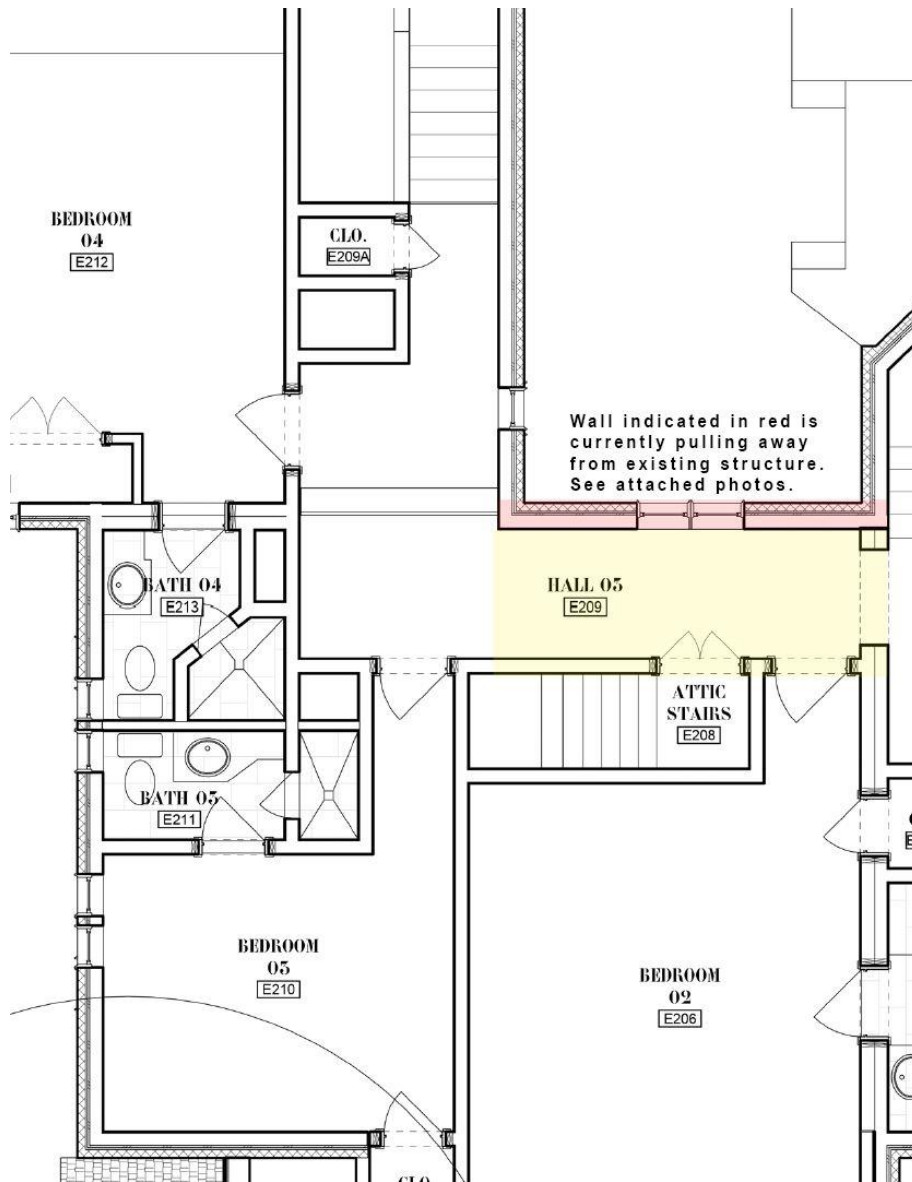 BEDROOM
04
E212
CLO.
E209A
Wall indicated in red is
currently pulling away
from existing structure.
See attached photos.
BATH 04
E213
HALL 03
E209
ATTIC
STAIRS
E208
BATH 03
E211
BEDROOM
03
E210
BEDROOM
02
E206